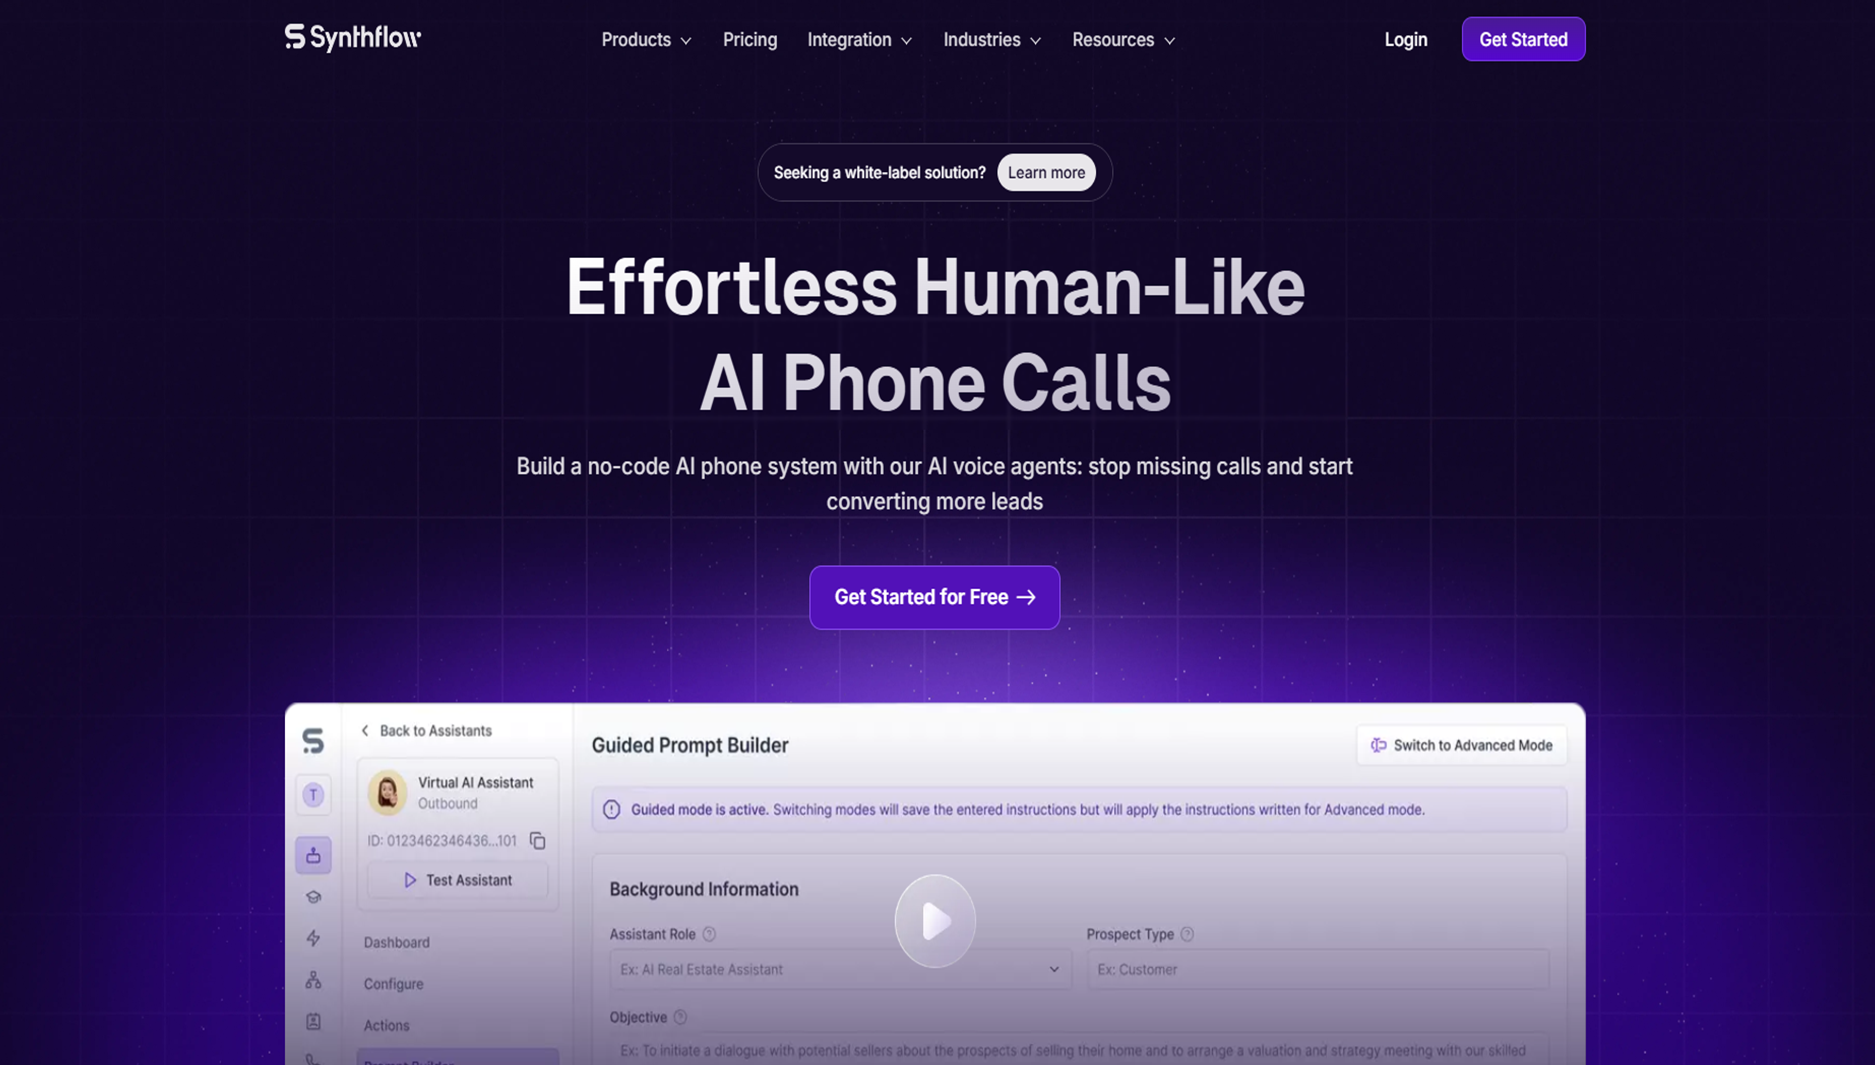 Synthflow
Products
Pricing
Integration
Industries
Resources
Login
Get Started
Seeking a white-label solution?
Learn more
Effortless Human-Like
AI Phone Calls
Build a no-code AI phone system with our AI voice agents: stop missing calls and start
converting more leads
Get Started for Free →
Back to Assistants
T
Virtual AI Assistant
Outbound
ID: 0123462346436...101
Test Assistant
Dashboard
Configure
Actions
Prompt Builder
Guided Prompt Builder
Switch to Advanced Mode
Guided mode is active. Switching modes will save the entered instructions but will apply the instructions written for Advanced mode.
Background Information
Assistant Role
Prospect Type
Ex: AI Real Estate Assistant
Ex: Customer
Objective
Ex: To initiate a dialogue with potential sellers about the prospects of selling their home and to arrange a valuation and strategy meeting with our skilled